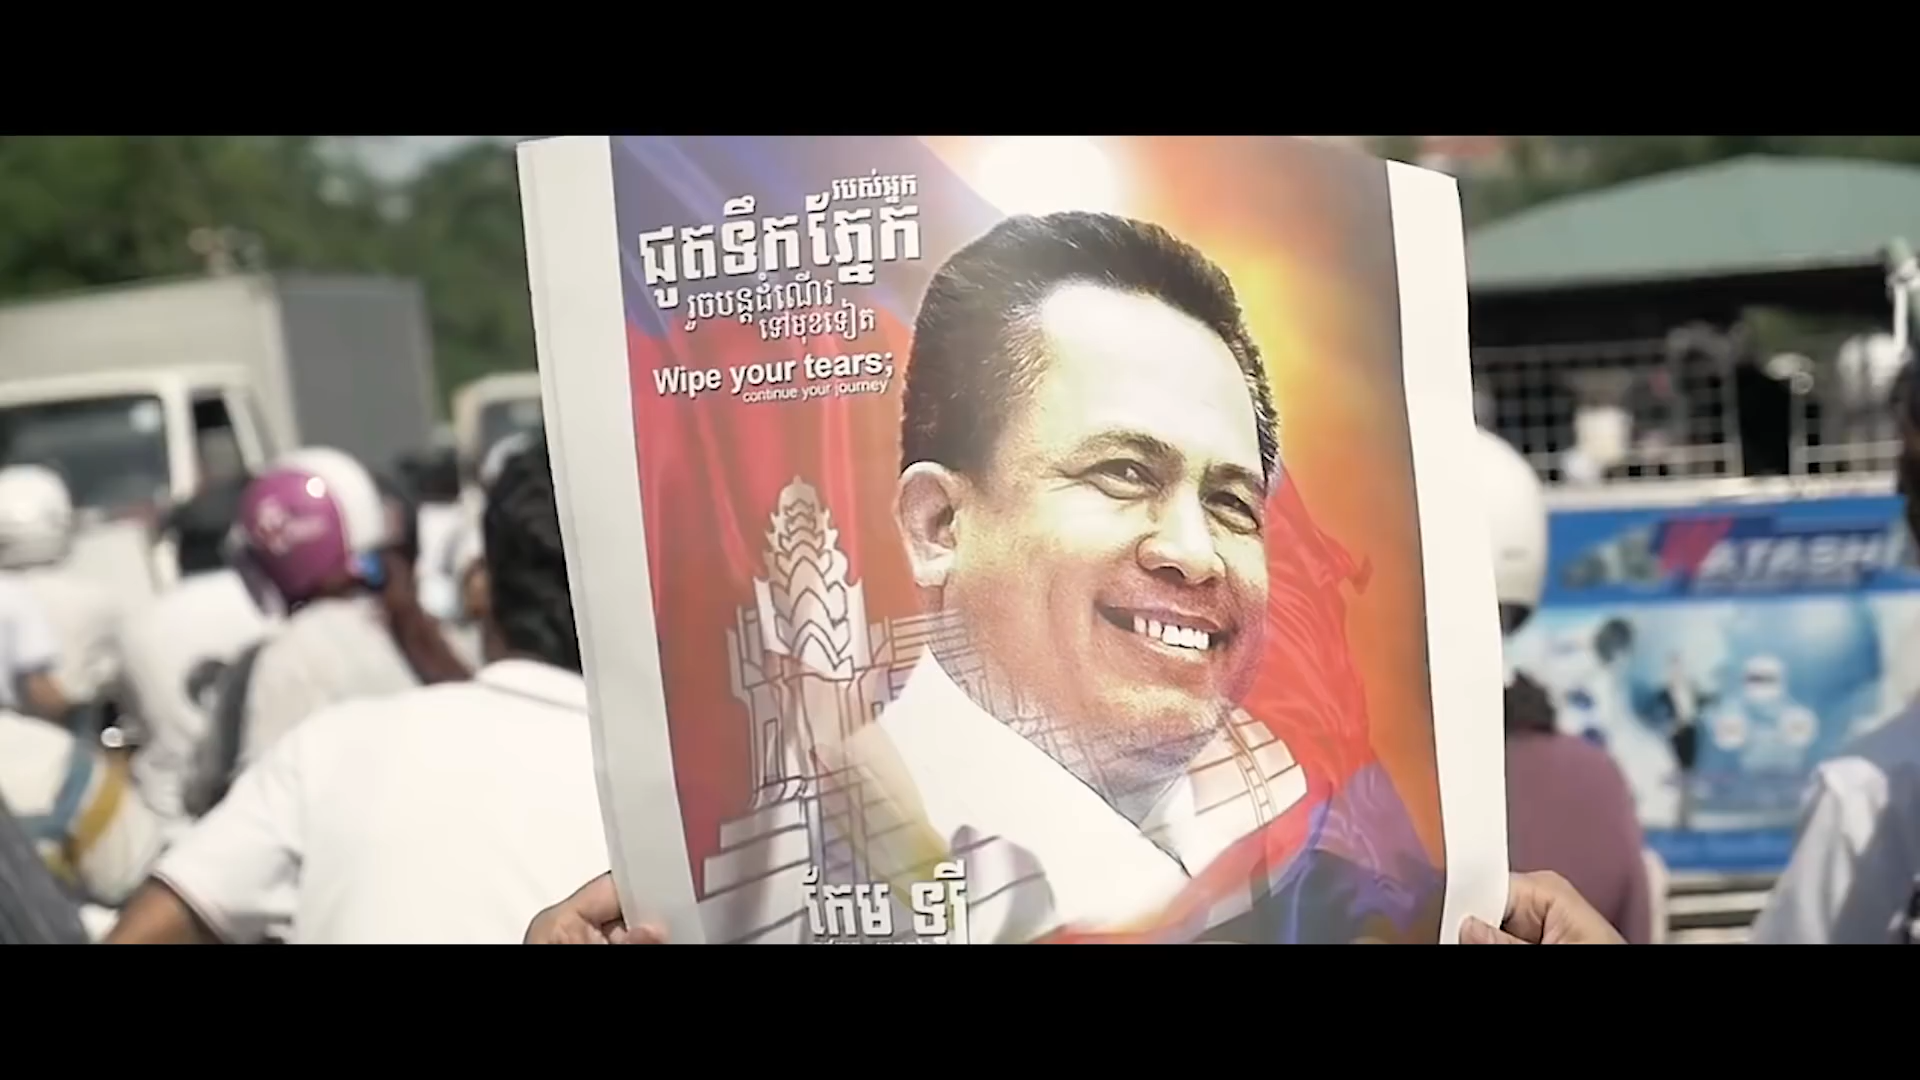 របស់អ្នក
ជូតទឹកភ្នែក
រួចបន្តដំណើរ
ទៅមុខទៀត
Wipe your tears;
continue your journey
កែម ឡី
ATASHI